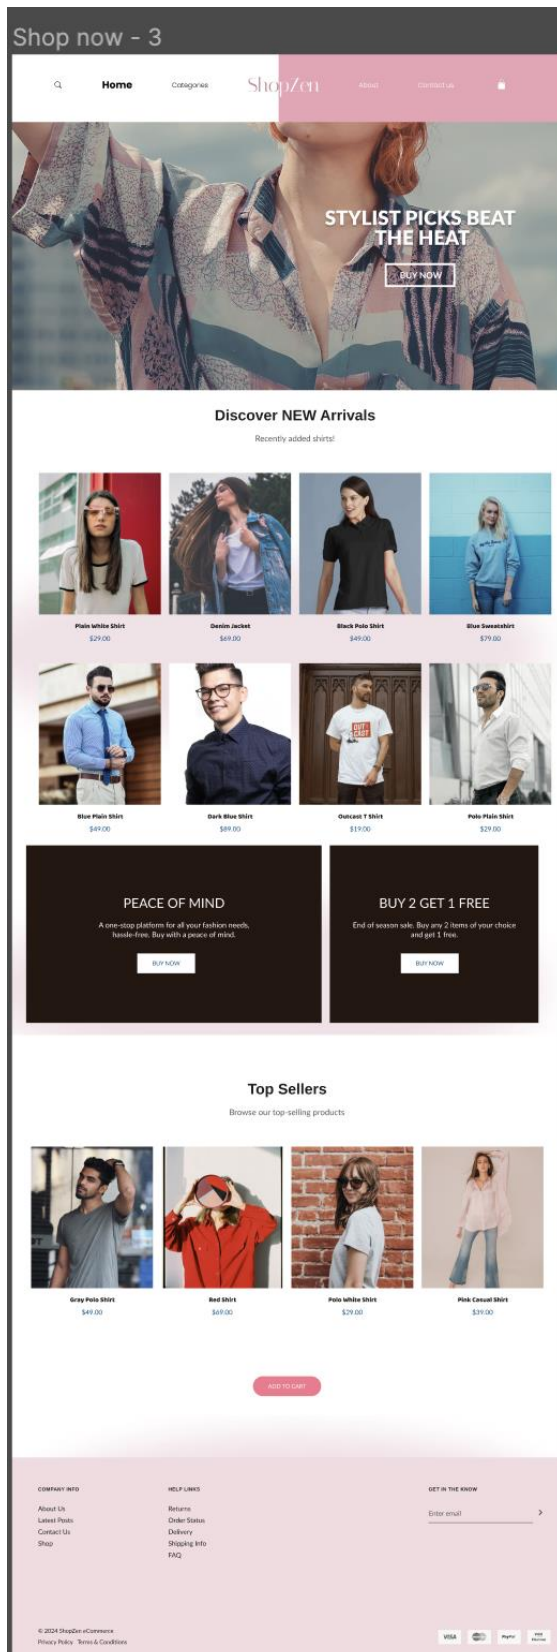 Shop now - 3
Home
Categories
ShopZen
About
Contact us
STYLIST PICKS BEAT
THE HEAT
BUY NOW
Discover NEW Arrivals
Recently added shirts!
Plain White Shirt
$29.00
Denim Jacket
$69.00
Black Polo Shirt
$49.00
Blue Sweatshirt
$79.00
OUT
CAST
Blue Plain Shirt
$49.00
Dark Blue Shirt
$89.00
Outcast T Shirt
$19.00
Polo Plain Shirt
$29.00
PEACE OF MIND
A one-stop platform for all your fashion needs,
hassle-free. Buy with a peace of mind.
BUY NOW
BUY 2 GET 1 FREE
End of season sale. Buy any 2 items of your choice
and get 1 free.
BUY NOW
Top Sellers
Browse our top-selling products
Gray Polo Shirt
$49.00
Red Shirt
$69.00
Polo White Shirt
$29.00
Pink Casual Shirt
$39.00
ADD TO CART
COMPANY INFO
About Us
Latest Posts
Contact Us
Shop
HELP LINKS
Returns
Order Status
Delivery
Shipping Info
FAQ
GET IN THE KNOW
Enter email
© 2024 ShopZen eCommerce
Privacy Policy Terms & Conditions
VISA
PayPal